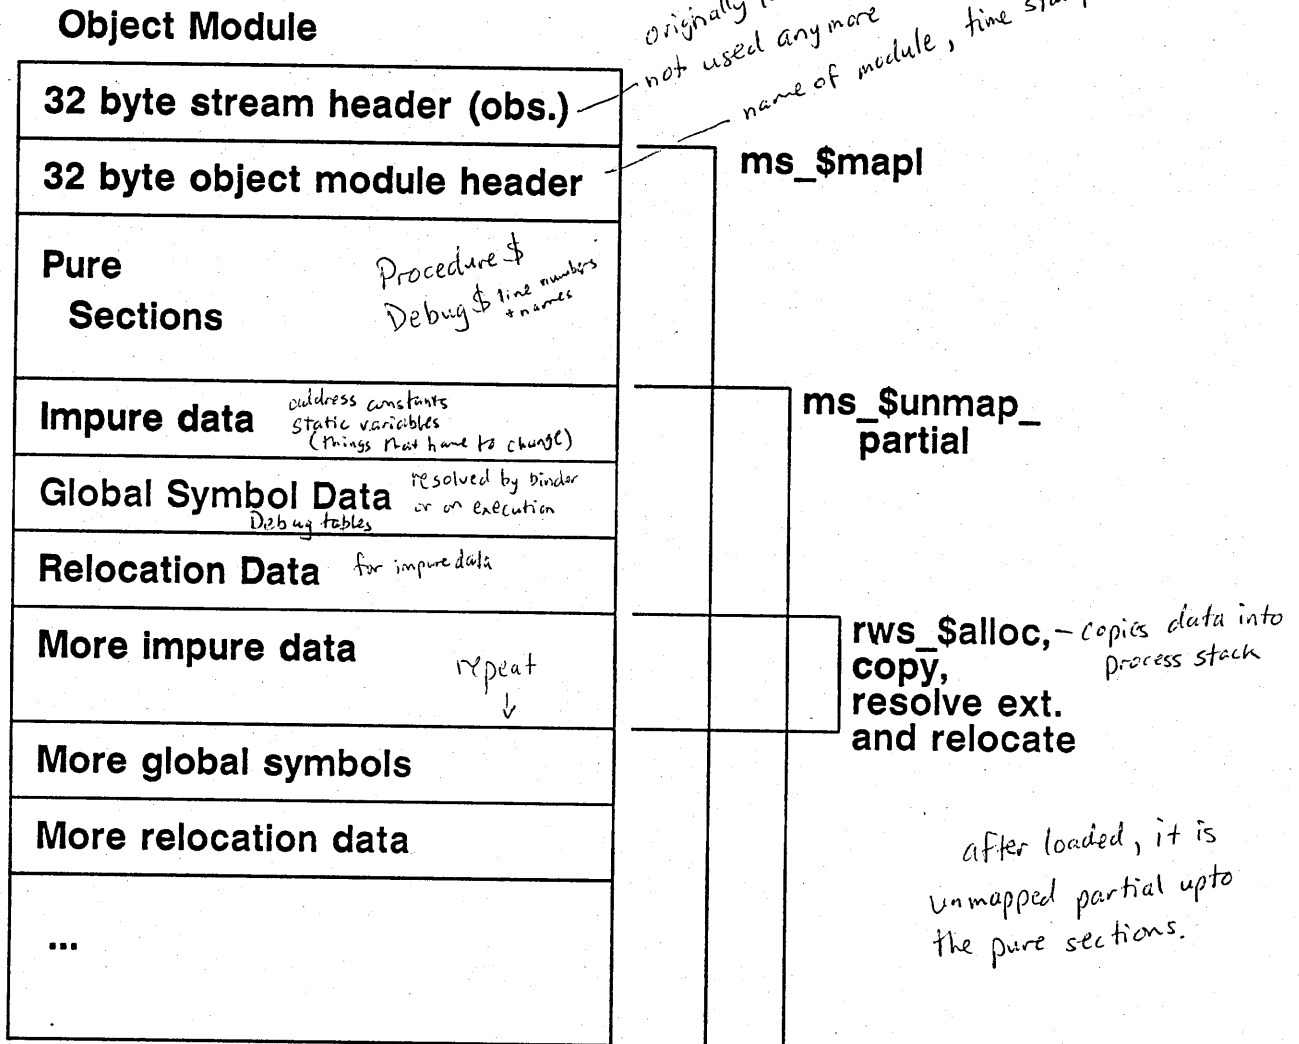 Object Module
originally
not used anymore
name of module, time
32 byte stream header (obs.)
32 byte object module header
ms_$mapl
Pure
Sections
Procedure $
Debug $ line numbers
+ names
Impure data
address constants
static variables
(things that have to change)
ms_$unmap_
partial
Global Symbol Data
resolved by binder
or on execution
Debug tables
Relocation Data
for impure data
More impure data
repeat
rws_$alloc, - copies data into
process stack
copy,
resolve ext.
and relocate
More global symbols
More relocation data
after loaded, it is
unmapped partial upto
the pure sections.
...